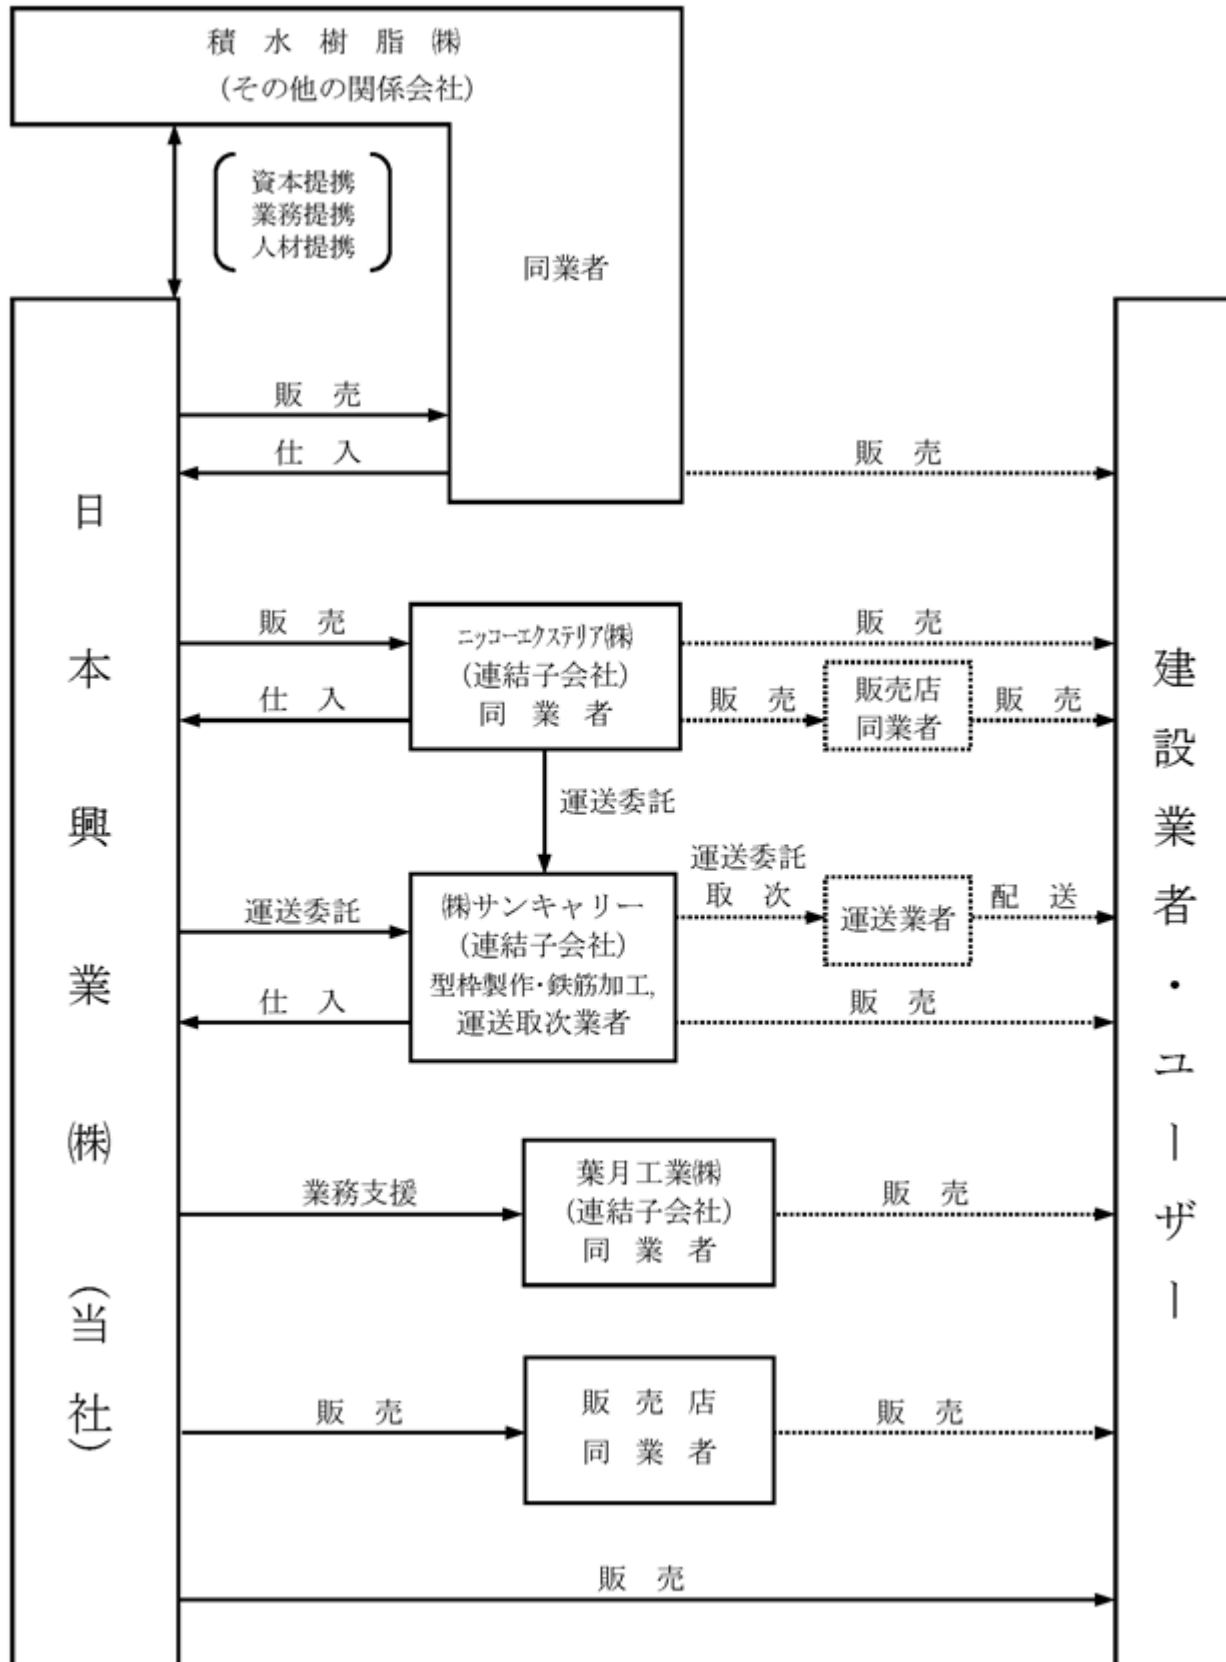 積水樹脂㈱
(その他の関係会社)
資本提携
業務提携
人材提携
同業者
販売
仕入
販売
日本興業㈱(当社)
建設業者・ユーザー
販売
仕入
ニッコーエクステリア㈱
(連結子会社)
同業者
販売
販売
販売店
同業者
販売
運送委託
運送委託
仕入
㈱サンキャリー
(連結子会社)
型枠製作・鉄筋加工,
運送取次業者
運送委託
取次
運送業者
配送
販売
業務支援
葉月工業㈱
(連結子会社)
同業者
販売
販売
販売店
同業者
販売
販売